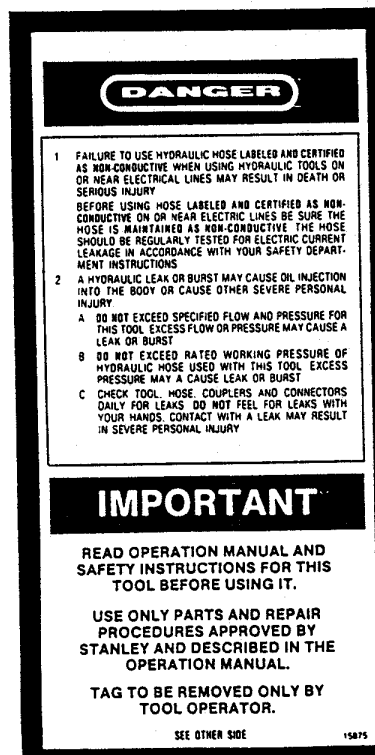 DANGER
1 FAILURE TO USE HYDRAULIC HOSE LABELED AND CERTIFIED
AS NON-CONDUCTIVE WHEN USING HYDRAULIC TOOLS ON
OR NEAR ELECTRICAL LINES MAY RESULT IN DEATH OR
SERIOUS INJURY
BEFORE USING HOSE LABELED AND CERTIFIED AS NON-
CONDUCTIVE ON OR NEAR ELECTRIC LINES BE SURE THE
HOSE IS MAINTAINED AS NON-CONDUCTIVE THE HOSE
SHOULD BE REGULARLY TESTED FOR ELECTRIC CURRENT
LEAKAGE IN ACCORDANCE WITH YOUR SAFETY DEPART-
MENT INSTRUCTIONS
2 A HYDRAULIC LEAK OR BURST MAY CAUSE OIL INJECTION
INTO THE BODY OR CAUSE OTHER SEVERE PERSONAL
INJURY
A DO NOT EXCEED SPECIFIED FLOW AND PRESSURE FOR
THIS TOOL EXCESS FLOW OR PRESSURE MAY CAUSE A
LEAK OR BURST
B DO NOT EXCEED RATED WORKING PRESSURE OF
HYDRAULIC HOSE USED WITH THIS TOOL EXCESS
PRESSURE MAY A CAUSE LEAK OR BURST
C CHECK TOOL, HOSE, COUPLERS AND CONNECTORS
DAILY FOR LEAKS DO NOT FEEL FOR LEAKS WITH
YOUR HANDS. CONTACT WITH A LEAK MAY RESULT
IN SEVERE PERSONAL INJURY
IMPORTANT
READ OPERATION MANUAL AND
SAFETY INSTRUCTIONS FOR THIS
TOOL BEFORE USING IT.
USE ONLY PARTS AND REPAIR
PROCEDURES APPROVED BY
STANLEY AND DESCRIBED IN THE
OPERATION MANUAL.
TAG TO BE REMOVED ONLY BY
TOOL OPERATOR.
SEE OTHER SIDE 15875